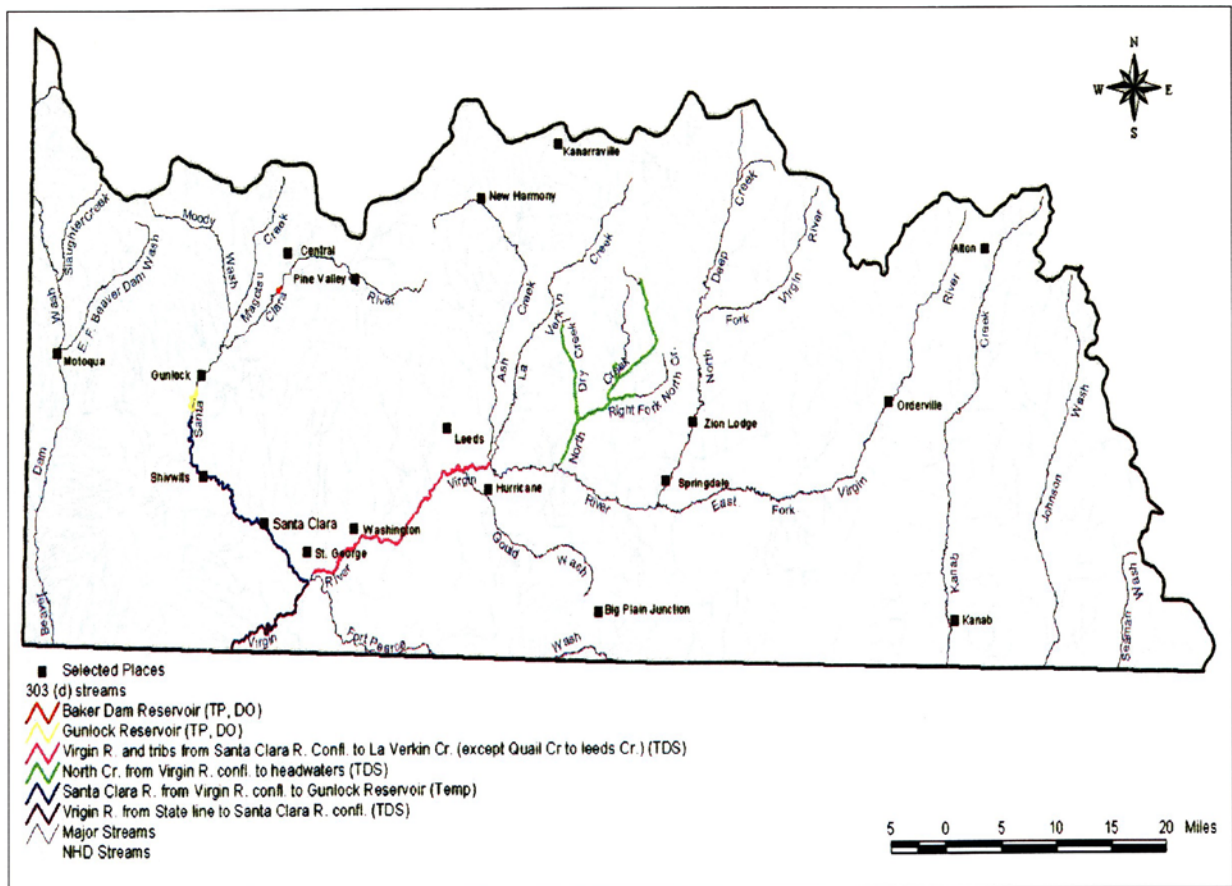 N
W E
S
Kanarraville
New Harmony
Slaughter Creek
Moody
Wash
Creek
Magotsu
Central
Pine Valley
River
Clara
Wash
E. F. Beaver Dam Wash
Motoqua
Gunlock
Santa
Shivwits
Santa Clara
St. George
Washington
River
Virgin
Fort Pearce
Wash
Dam
Beaver
Leeds
Virgin
Hurricane
Gould
Wash
Big Plain Junction
Ash
Creek
La
Verkin
Creek
Dry
Creek
Creek
Right Fork North Cr.
North
River
Deep
Creek
North
Fork
Virgin
River
Zion Lodge
Springdale
East
Fork
Virgin
River
Orderville
Alton
Creek
Kanab
Kanab
Johnson
Wash
Seaman
Wash
Selected Places
303 (d) streams
Baker Dam Reservoir (TP, DO)
Gunlock Reservoir (TP, DO)
Virgin R. and tribs from Santa Clara R. Confl. to La Verkin Cr. (except Quail Cr to leeds Cr.) (TDS)
North Cr. from Virgin R. confl. to headwaters (TDS)
Santa Clara R. from Virgin R. confl. to Gunlock Reservoir (Temp)
Vrigin R. from State line to Santa Clara R. confl. (TDS)
Major Streams
NHD Streams
5 0 5 10 15 20 Miles